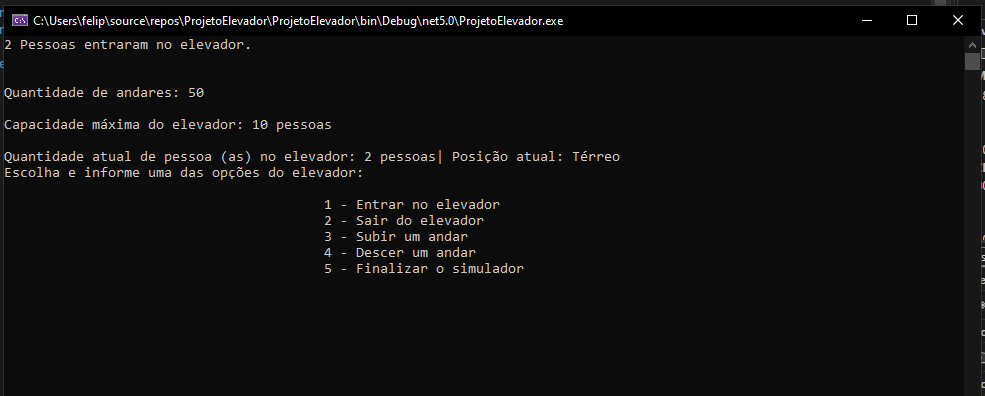 C:\Users\felip\source\repos\ProjetoElevador\ProjetoElevador\bin\Debug\net5.0\ProjetoElevador.exe
2 Pessoas entraram no elevador.
Quantidade de andares: 50
Capacidade máxima do elevador: 10 pessoas
Quantidade atual de pessoa (as) no elevador: 2 pessoas| Posição atual: Térreo
Escolha e informe uma das opções do elevador:
1 - Entrar no elevador
2 - Sair do elevador
3 - Subir um andar
4 - Descer um andar
5 - Finalizar o simulador